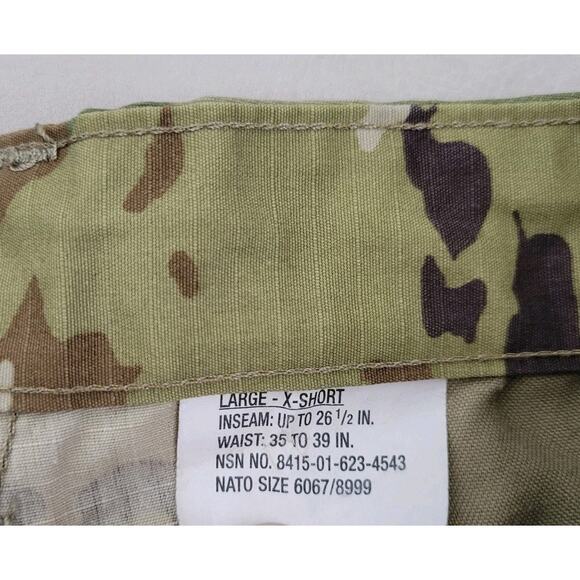 LARGE - X-SHORT
INSEAM: UP TO 26 1/2 IN.
WAIST: 35 TO 39 IN.
NSN NO. 8415-01-623-4543
NATO SIZE 6067/8999